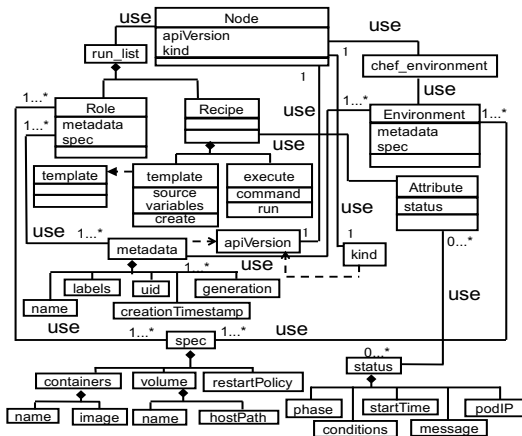 Node
use
apiVersion
kind
use
run_list
1
1
chef_environment
use
use
1...*
Role
metadata
spec
1...*
Recipe
use
1...*
Environment
metadata
spec
1...*
template
template
source
variables
create
execute
command
run
Attribute
status
use
use
1...*
metadata
apiVersion
1
1
kind
0...*
use
use
1...*
labels
uid
generation
name
creationTimestamp
use
use
use
1...*
spec
1...*
0...*
containers
volume
restartPolicy
status
name
image
name
hostPath
phase
startTime
podIP
conditions
message